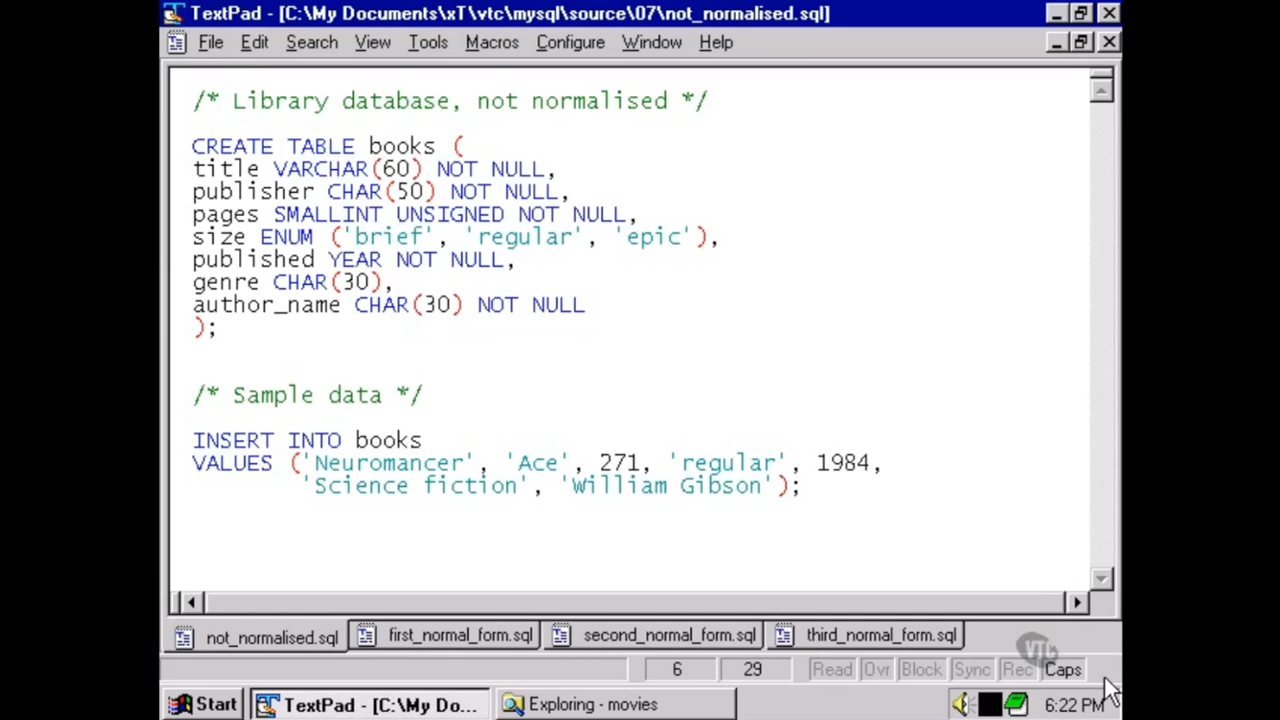 TextPad - [C:\My Documents\xT\vtc\mysql\source\07\not_normalised.sql]
File Edit Search View Tools Macros Configure Window Help
/* Library database, not normalised */
CREATE TABLE books (
title VARCHAR(60) NOT NULL,
publisher CHAR(50) NOT NULL,
pages SMALLINT UNSIGNED NOT NULL,
size ENUM ('brief', 'regular', 'epic'),
published YEAR NOT NULL,
genre CHAR(30),
author_name CHAR(30) NOT NULL
);
/* Sample data */
INSERT INTO books
VALUES ('Neuromancer', 'Ace', 271, 'regular', 1984,
'Science fiction', 'William Gibson');
not_normalised.sql first_normal_form.sql second_normal_form.sql third_normal_form.sql
VTC
6 29 Read Ovr Block Sync Rec Caps
Start TextPad - [C:\My Do... Exploring - movies 6:22 PM